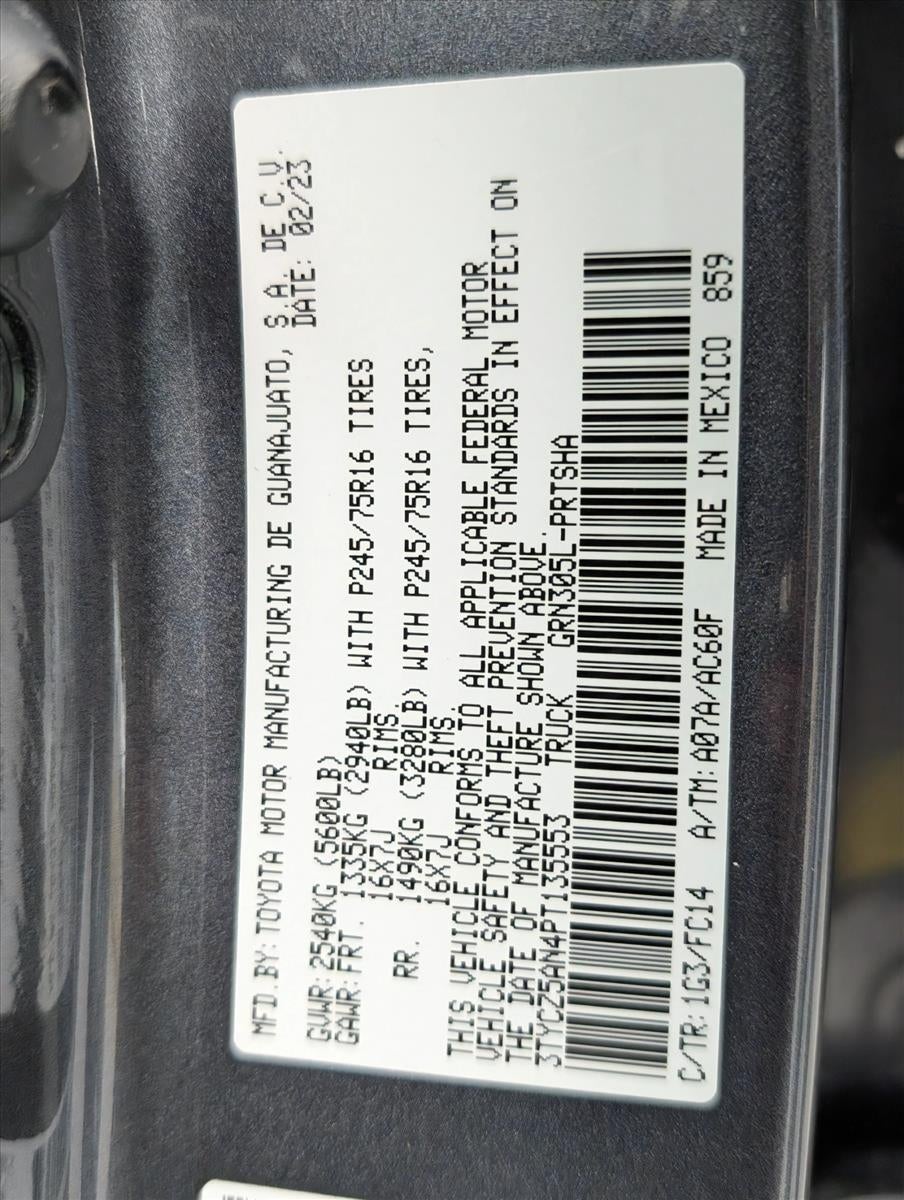 MFD.BY:TOYOTA MOTOR MANUFACTURING DE GUANAJUATO, S.A. DE C.V.
DATE: 02/23
GVWR:2540KG (5600LB)
GAWR:FRT. 1335KG (2940LB) WITH P245/75R16 TIRES
16X7J RIMS.
RR. 1490KG (3280LB) WITH P245/75R16 TIRES,
16X7J RIMS.
THIS VEHICLE CONFORMS TO ALL APPLICABLE FEDERAL MOTOR
VEHICLE SAFETY AND THEFT PREVENTION STANDARDS IN EFFECT ON
THE DATE OF MANUFACTURE SHOWN ABOVE.
3TYCZ5AN4PT135553 TRUCK GRN305L-PRTSHA
C/TR:1G3/FC14 A/TM:A07A/AC60F MADE IN MEXICO 859